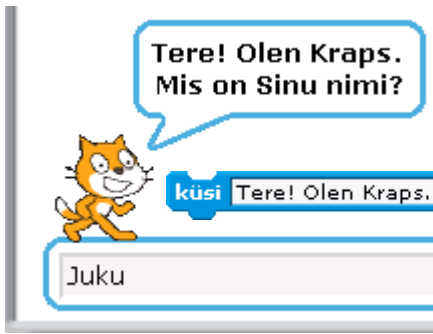 Tere! Olen Kraps.
Mis on Sinu nimi?
küsi Tere! Olen Kraps.
Juku